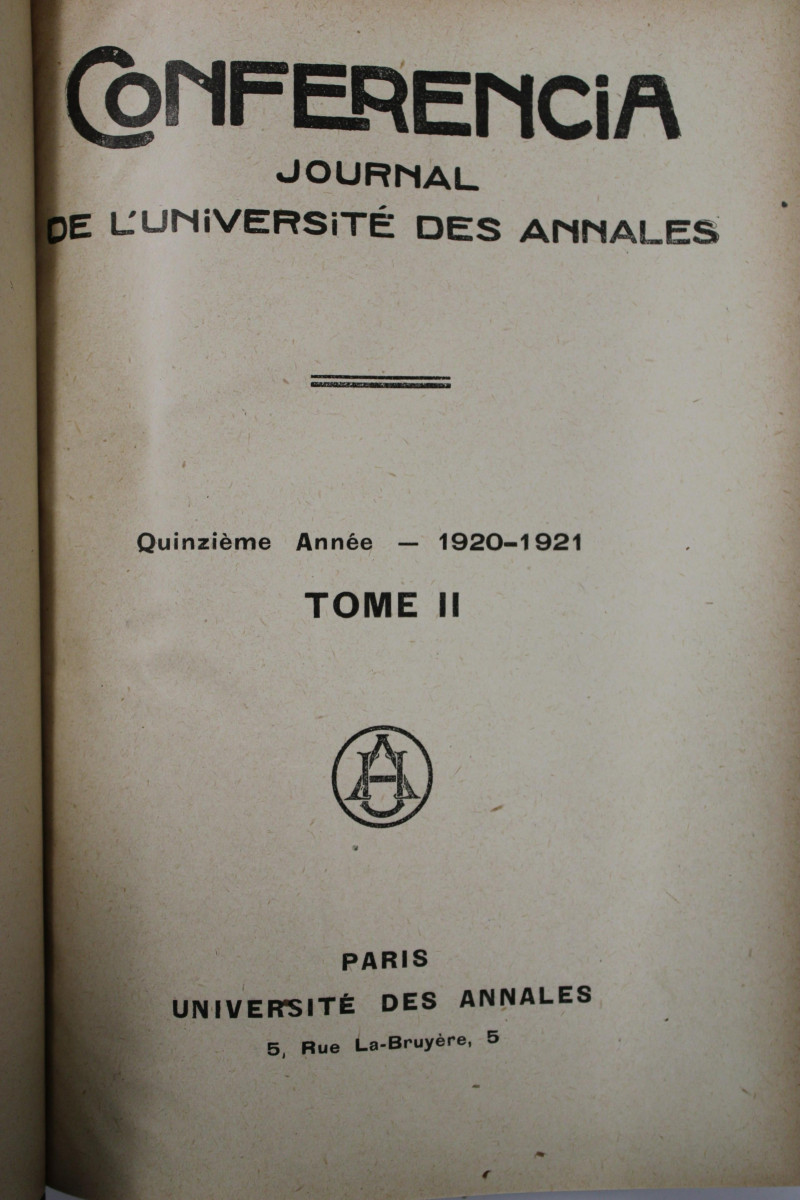 CONFERENCiA
JOURNAL
DE L'UNiVERSiTÉ DES ANNALES
Quinzième Année — 1920-1921
TOME II
PARIS
UNIVERSITÉ DES ANNALES
5, Rue La-Bruyère, 5